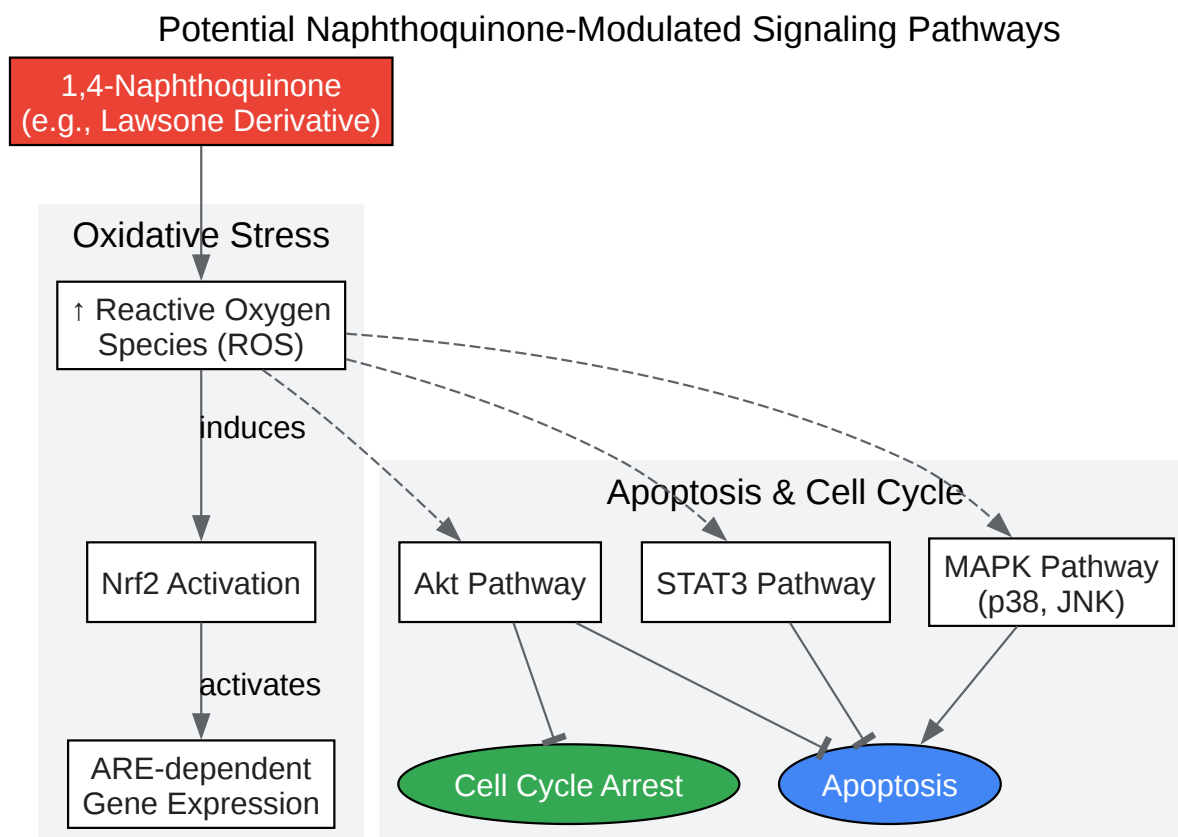 Potential Naphthoquinone-Modulated Signaling Pathways
1,4-Naphthoquinone
(e.g., Lawsone Derivative)
Oxidative Stress
↑ Reactive Oxygen
Species (ROS)
induces
Apoptosis & Cell Cycle
Nrf2 Activation
Akt Pathway
STAT3 Pathway
MAPK Pathway
(p38, JNK)
activates
ARE-dependent
Gene Expression
Cell Cycle Arrest
Apoptosis